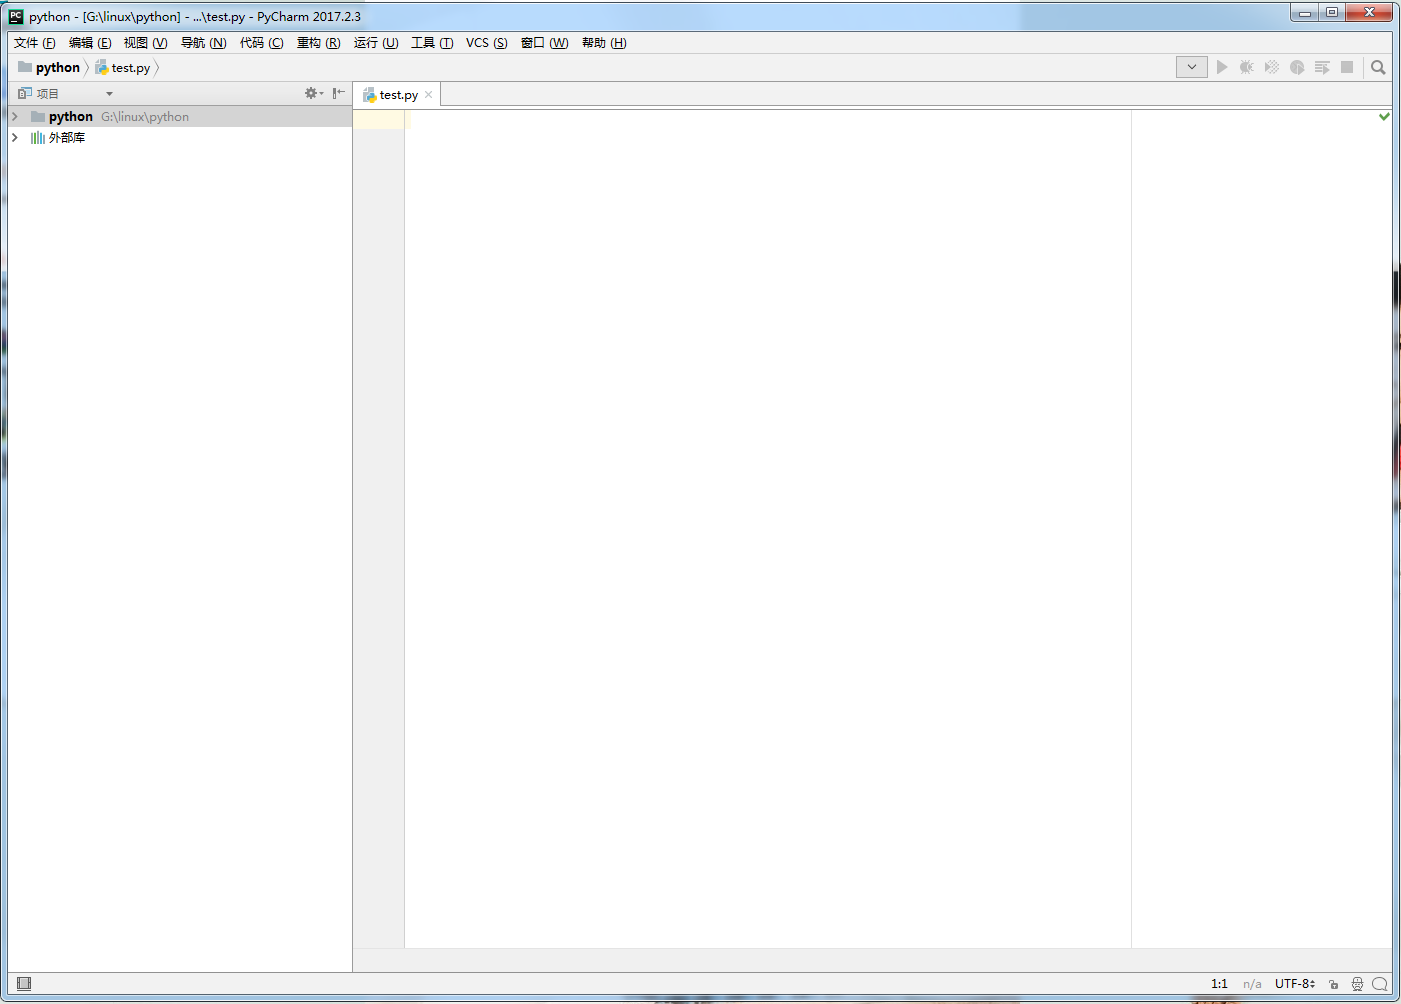 PC python - [G:\linux\python] - ...\test.py - PyCharm 2017.2.3
文件 (F) 编辑 (E) 视图 (V) 导航 (N) 代码 (C) 重构 (R) 运行 (U) 工具 (T) VCS (S) 窗口 (W) 帮助 (H)
python test.py
项目
test.py
python G:\linux\python
外部库
1:1 n/a UTF-8